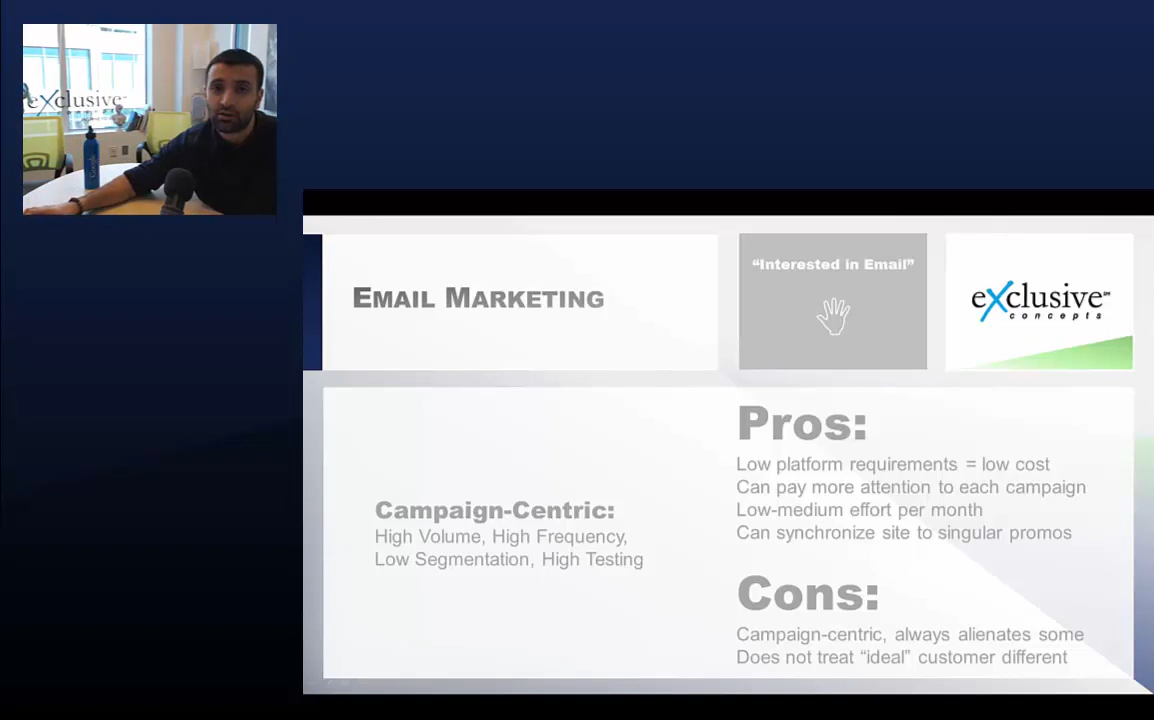 eXclusive
Google
EMAIL MARKETING
“Interested in Email”
eXclusive℠
concepts
Campaign-Centric:
High Volume, High Frequency,
Low Segmentation, High Testing
Pros:
Low platform requirements = low cost
Can pay more attention to each campaign
Low-medium effort per month
Can synchronize site to singular promos
Cons:
Campaign-centric, always alienates some
Does not treat “ideal” customer different